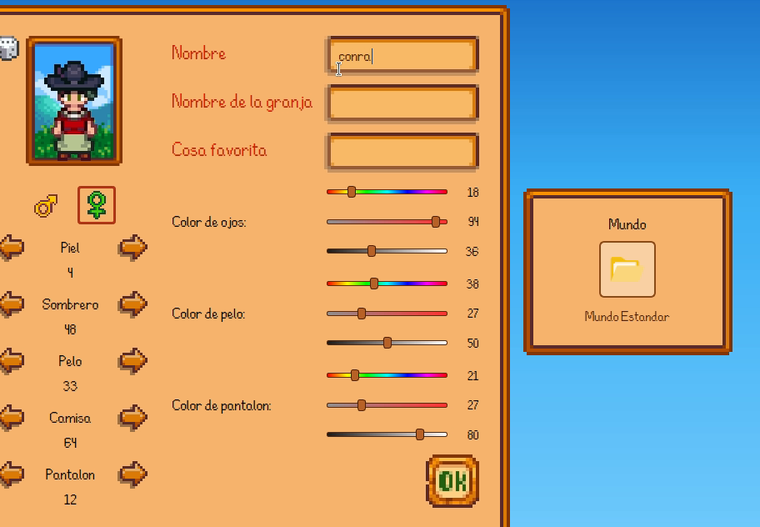 Nombre
conra
Nombre de la granja
Cosa favorita
18
Color de ojos:
94
36
38
Color de pelo:
27
50
21
Color de pantalon:
27
80
Piel
4
Sombrero
48
Pelo
33
Camisa
64
Pantalon
12
OK
Mundo
Mundo Estandar